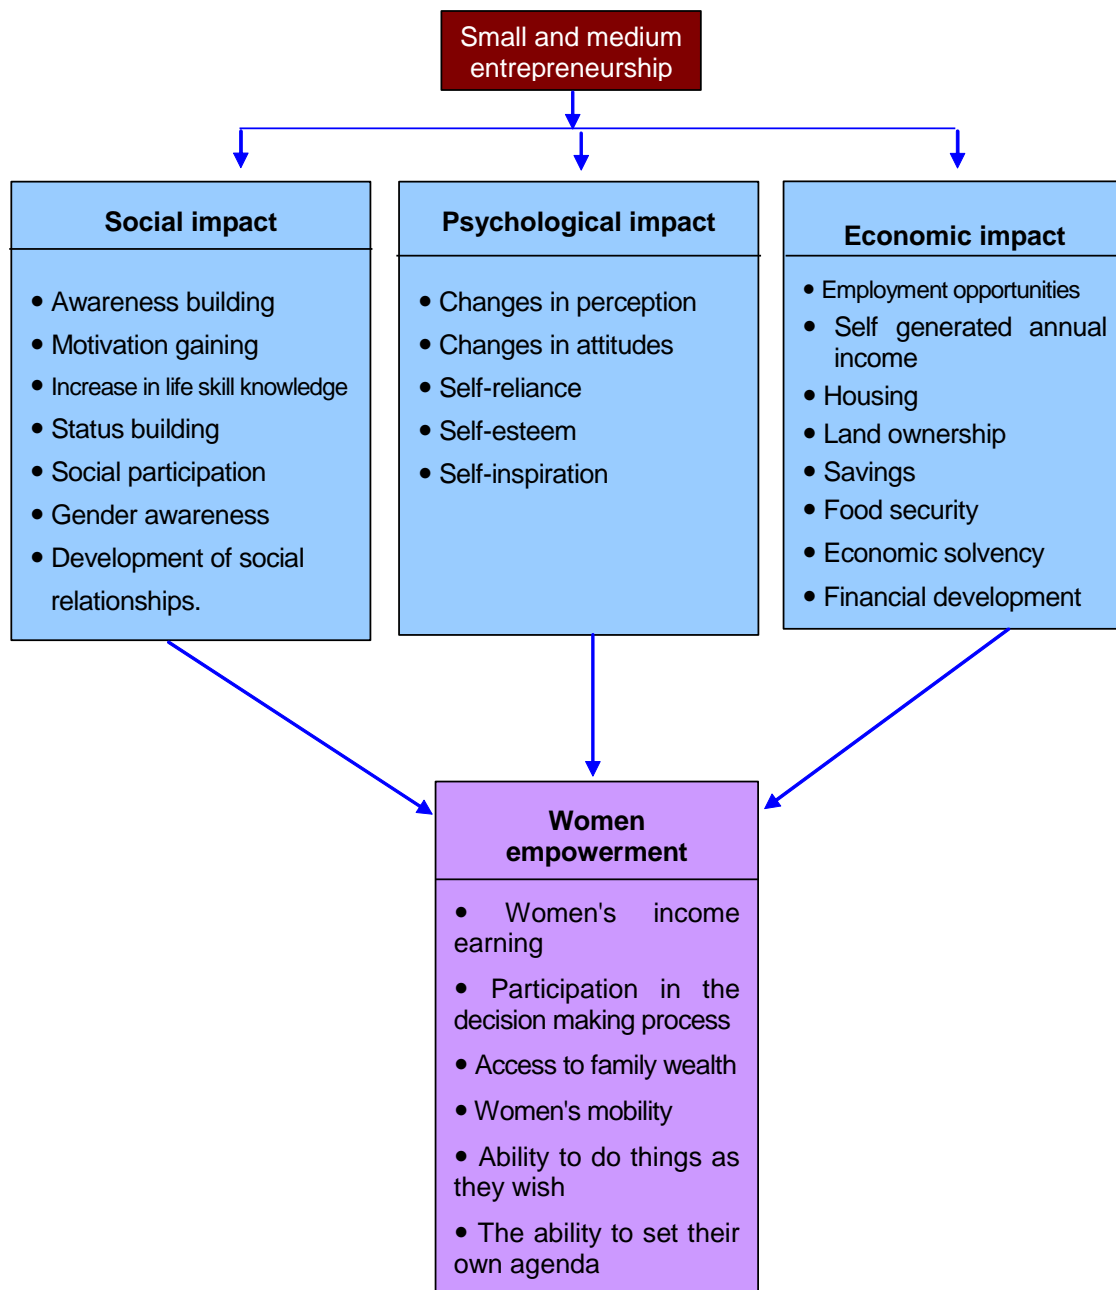 Small and medium
entrepreneurship
Social impact
• Awareness building
• Motivation gaining
• Increase in life skill knowledge
• Status building
• Social participation
• Gender awareness
• Development of social
relationships.
Psychological impact
• Changes in perception
• Changes in attitudes
• Self-reliance
• Self-esteem
• Self-inspiration
Economic impact
• Employment opportunities
• Self generated annual
income
• Housing
• Land ownership
• Savings
• Food security
• Economic solvency
• Financial development
Women
empowerment
• Women's income
earning
• Participation in the
decision making process
• Access to family wealth
• Women's mobility
• Ability to do things as
they wish
• The ability to set their
own agenda